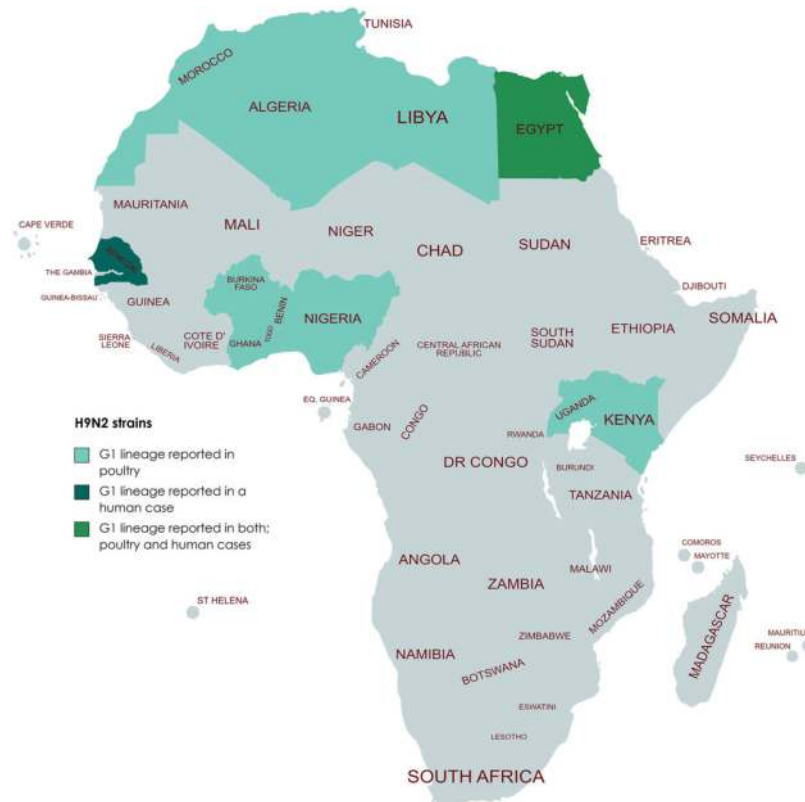 TUNISIA
MOROCCO
ALGERIA
LIBYA
EGYPT
MAURITANIA
MALI
NIGER
CHAD
SUDAN
ERITREA
CAPE VERDE
SENEGAL
THE GAMBIA
GUINEA-BISSAU
GUINEA
BURKINA
FASO
BENIN
TOGO
NIGERIA
DJIBOUTI
SOMALIA
ETHIOPIA
SIERRA
LEONE
LIBERIA
COTE D'
IVOIRE
GHANA
CAMEROON
CENTRAL AFRICAN
REPUBLIC
SOUTH
SUDAN
EQ. GUINEA
GABON
CONGO
UGANDA
KENYA
RWANDA
DR CONGO
BURUNDI
TANZANIA
SEYCHELLES
H9N2 strains
G1 lineage reported in
poultry
G1 lineage reported in a
human case
G1 lineage reported in both;
poultry and human cases
COMOROS
MAYOTTE
ANGOLA
ZAMBIA
MALAWI
MOZAMBIQUE
ST HELENA
ZIMBABWE
MADAGASCAR
MAURITIU
REUNION
NAMIBIA
BOTSWANA
ESWATINI
LESOTHO
SOUTH AFRICA